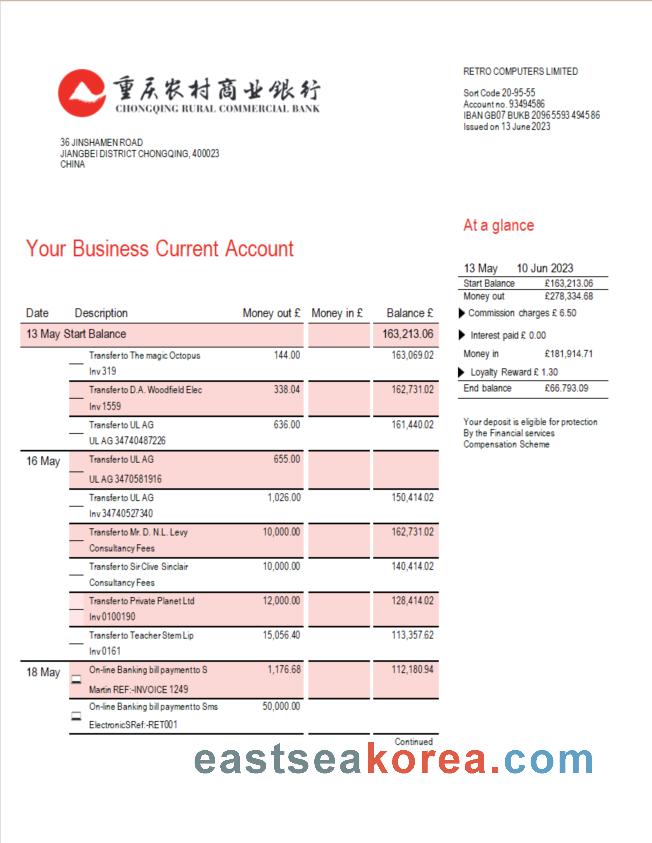 重庆农村商业银行
CHONGQING RURAL COMMERCIAL BANK
36 JINSHAMEN ROAD
JIANGBEI DISTRICT CHONGQING, 400023
CHINA
RETRO COMPUTERS LIMITED
Sort Code 20-95-55
Account no. 93494586
IBAN GB07 BUKB 2096 5593 4945 86
Issued on 13 June 2023
Your Business Current Account
At a glance
13 May 10 Jun 2023
Start Balance £163,213.06
Money out £278,334.68
Commission charges £ 6.50
Interest paid £ 0.00
Money in £181,914.71
Loyalty Reward £ 1.30
End balance £66.793.09
Your deposit is eligible for protection
By the Financial services
Compensation Scheme
Date Description Money out £ Money in £ Balance £
13 May Start Balance 163,213.06
Transfer to The magic Octopus 144.00 163,069.02
Inv 319
Transfer to D.A. Woodfield Elec 338.04 162,731.02
Inv 1559
Transfer to UL AG 636.00 161,440.02
UL AG 34740487226
16 May Transfer to UL AG 655.00
UL AG 3470581916
Transfer to UL AG 1,026.00 150,414.02
Inv 34740527340
Transfer to Mr. D. N.L. Levy 10,000.00 162,731.02
Consultancy Fees
Transfer to Sir Clive Sinclair 10,000.00 140,414.02
Consultancy Fees
Transfer to Private Planet Ltd 12,000.00 128,414.02
Inv 0100190
Transfer to Teacher Stem Lip 15,056.40 113,357.62
Inv 0161
18 May On-line Banking bill payment to S 1,176.68 112,180.94
Martin REF:-INVOICE 1249
On-line Banking bill payment to Sms 50,000.00
ElectronicSRef:-RET001
Continued
eastseakorea.com